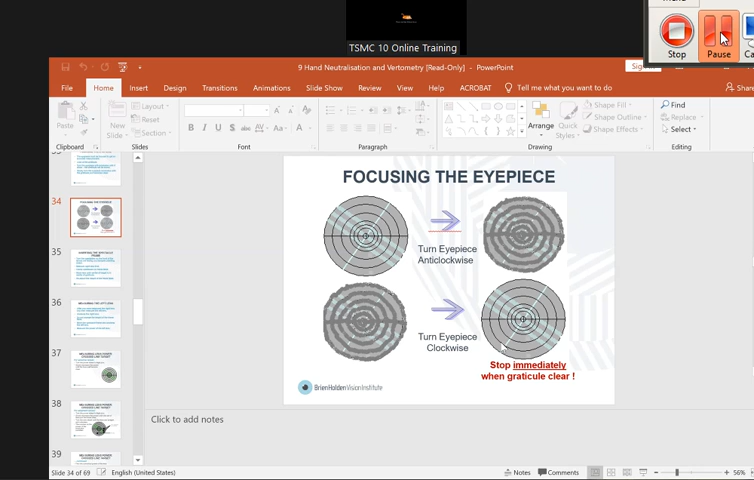 Stop
Pause
TSMC 10 Online Training
9 Hand Neutralisation and Vertometry [Read-Only] - PowerPoint
File Home Insert Design Transitions Animations Slide Show Review View Help ACROBAT Tell me what you want to do
Paste
New Slide
Layout
Reset
Section
Arrange
Quick Styles
Shape Fill
Shape Outline
Shape Effects
Find
Replace
Select
Clipboard Slides Font Paragraph Drawing Editing
34
35
36
37
38
39
FOCUSING THE EYEPIECE
Turn Eyepiece
Anticlockwise
Turn Eyepiece
Clockwise
Stop immediately
when graticule clear !
Brien Holden Vision Institute
Click to add notes
Slide 34 of 69 English (United States) Notes Comments 56%